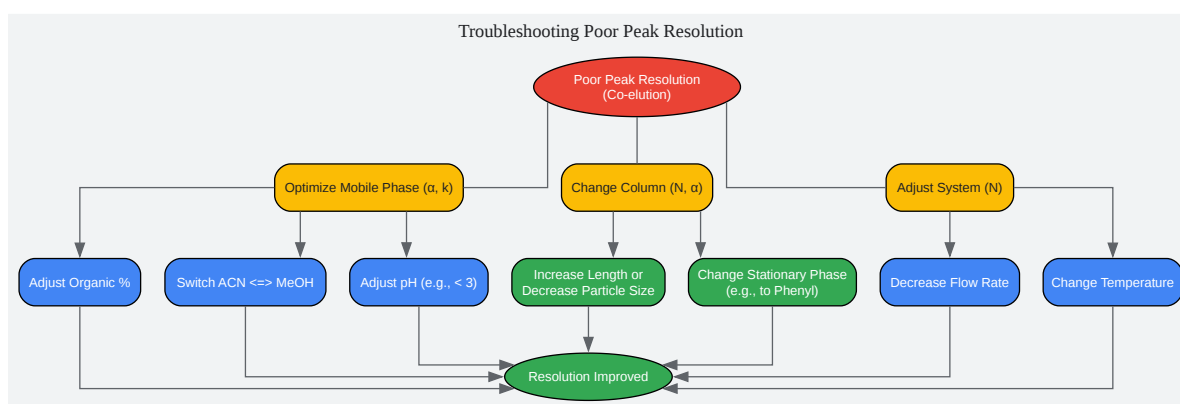 Troubleshooting Poor Peak Resolution
Poor Peak Resolution
(Co-elution)
Optimize Mobile Phase (α, k)
Change Column (N, α)
Adjust System (N)
Adjust Organic %
Switch ACN <=> MeOH
Adjust pH (e.g., < 3)
Increase Length or
Decrease Particle Size
Change Stationary Phase
(e.g., to Phenyl)
Decrease Flow Rate
Change Temperature
Resolution Improved